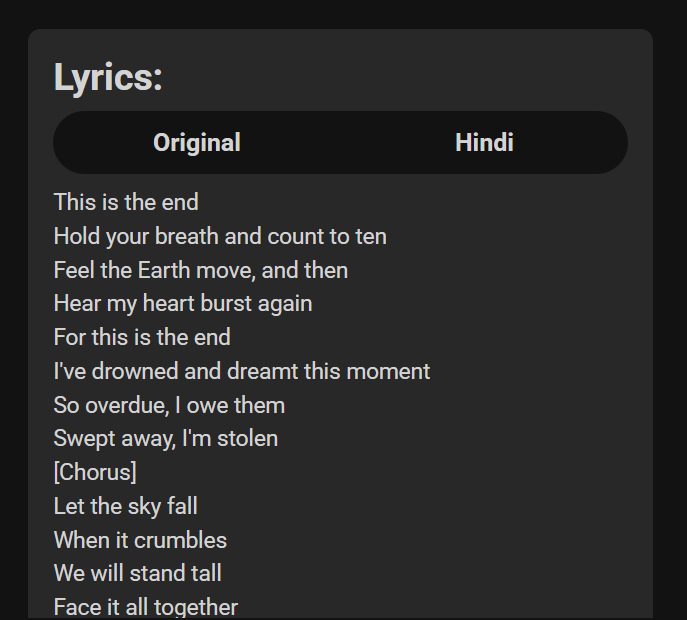 Lyrics:
Original Hindi
This is the end
Hold your breath and count to ten
Feel the Earth move, and then
Hear my heart burst again
For this is the end
I've drowned and dreamt this moment
So overdue, I owe them
Swept away, I'm stolen
[Chorus]
Let the sky fall
When it crumbles
We will stand tall
Face it all together